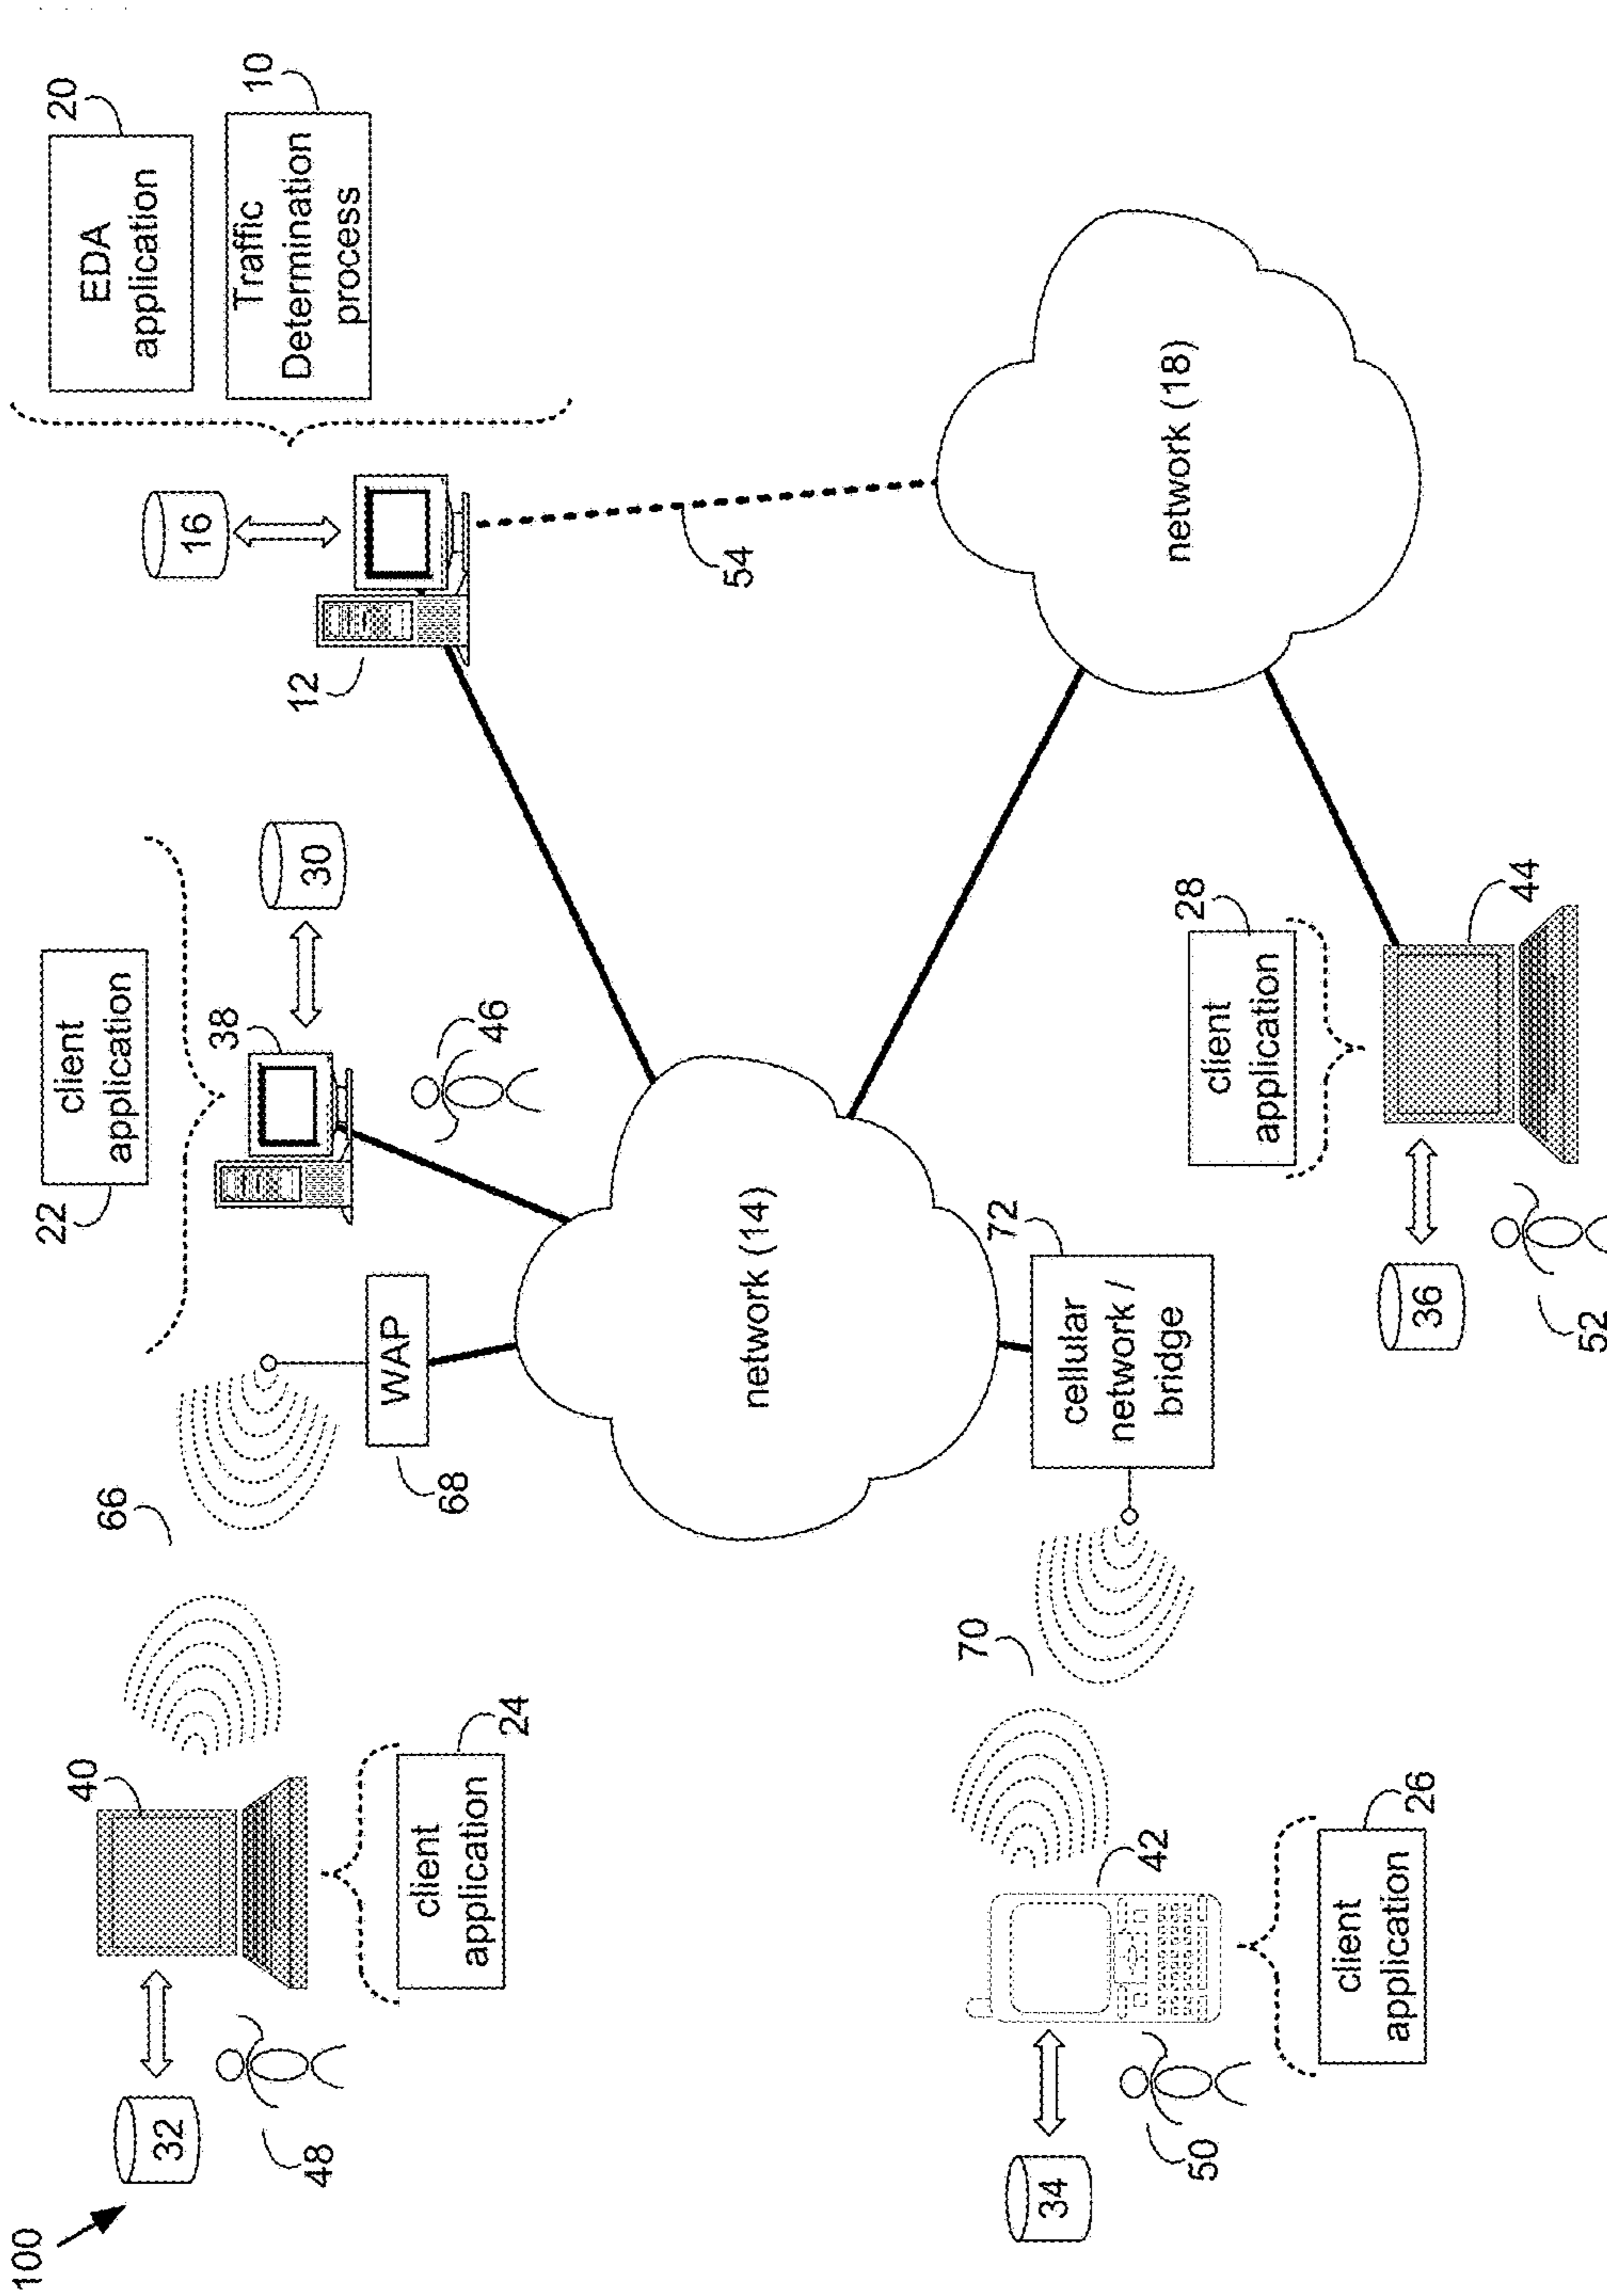 100
32
48
40
client
application
24
66
WAP
68
client
application
22
38
30
46
16
12
EDA
application
20
Traffic
Determination
process
10
54
network (14)
network (18)
34
50
42
client
application
26
70
cellular
network /
bridge
72
36
52
client
application
28
44